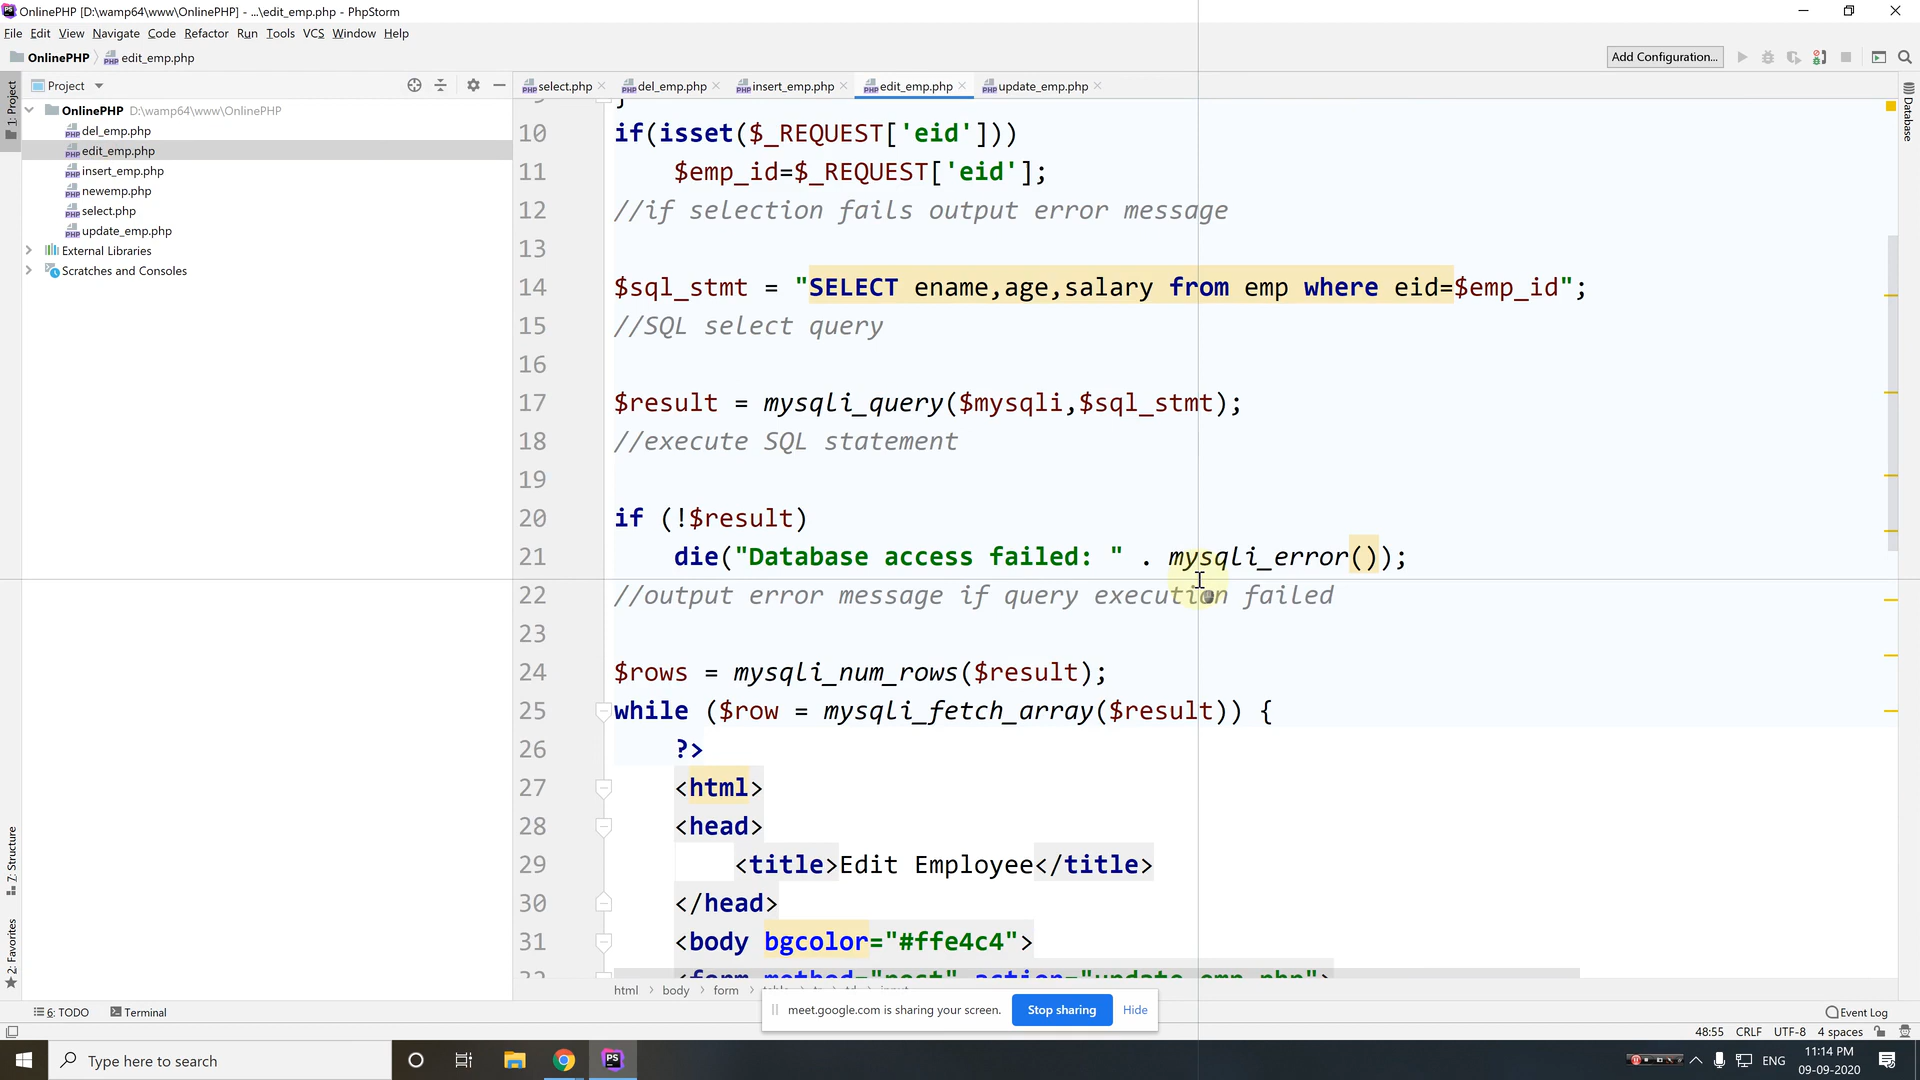 OnlinePHP [D:\wamp64\www\OnlinePHP] - ...\edit_emp.php - PhpStorm
File Edit View Navigate Code Refactor Run Tools VCS Window Help
OnlinePHP edit_emp.php Add Configuration...
Project select.php del_emp.php insert_emp.php edit_emp.php update_emp.php
1: Project
Database
OnlinePHP D:\wamp64\www\OnlinePHP
del_emp.php
edit_emp.php
insert_emp.php
newemp.php
select.php
update_emp.php
External Libraries
Scratches and Consoles
10 if(isset($_REQUEST['eid']))
11 $emp_id=$_REQUEST['eid'];
12 //if selection fails output error message
13
14 $sql_stmt = "SELECT ename,age,salary from emp where eid=$emp_id";
15 //SQL select query
16
17 $result = mysqli_query($mysqli,$sql_stmt);
18 //execute SQL statement
19
20 if (!$result)
21 die("Database access failed: " . mysqli_error());
22 //output error message if query execution failed
23
24 $rows = mysqli_num_rows($result);
25 while ($row = mysqli_fetch_array($result)) {
26 ?>
27 <html>
28 <head>
29 <title>Edit Employee</title>
30 </head>
31 <body bgcolor="#ffe4c4">
32 <form method="post" action="update_emp.php">
7: Structure
2: Favorites
html body form
meet.google.com is sharing your screen. Stop sharing Hide
6: TODO Terminal Event Log
48:55 CRLF UTF-8 4 spaces
Type here to search
PS
ENG
11:14 PM
09-09-2020